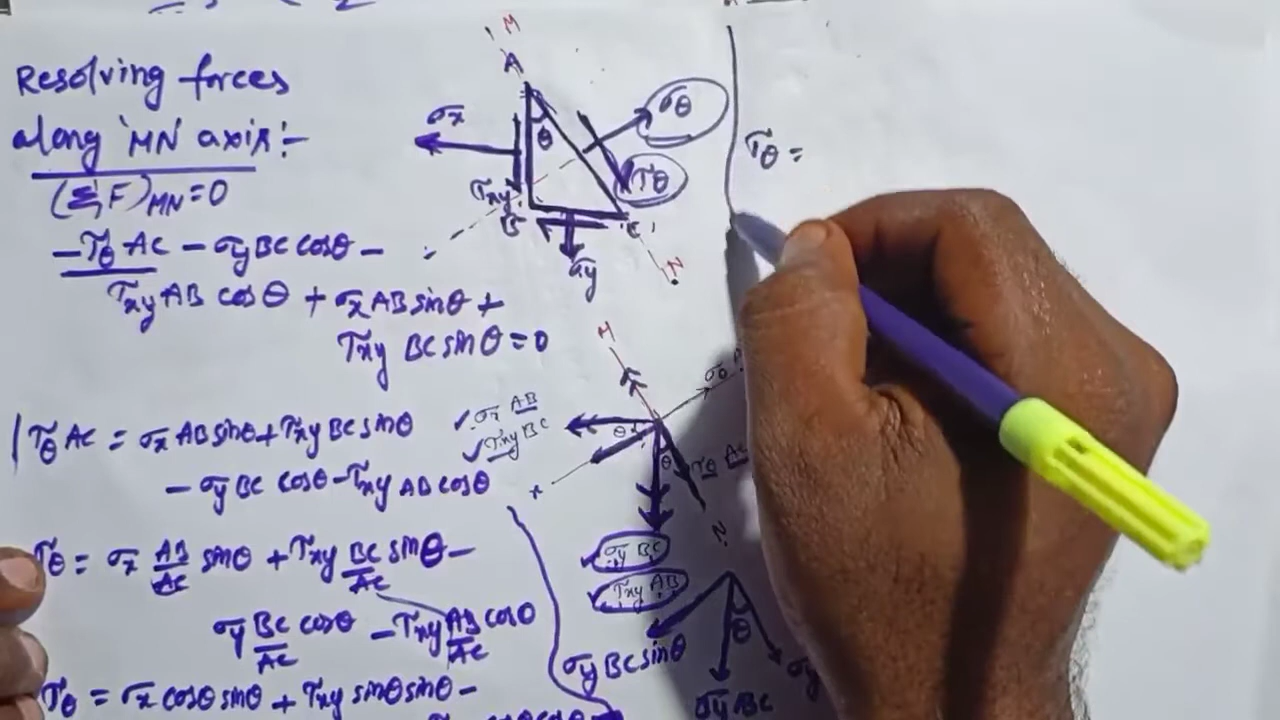 Resolving forces
along 'MN' axis:-
(ΣF)MN = 0
- τθ AC - σy BC cosθ -
τxy AB cosθ + σx AB sinθ +
τxy BC sinθ = 0
τθ AC = σx AB sinθ + τxy BC sinθ
- σy BC cosθ - τxy AB cosθ
τθ = σx AB/AC sinθ + τxy BC/AC sinθ -
σy BC/AC cosθ - τxy AB/AC cosθ
τθ = σx cosθ sinθ + τxy sinθ sinθ -
M
A
σx
θ
σθ
τθ
τxy
B
C
σy
N
M
σθ
σx AB
τxy BC
θ
θ
τθ AC
N
σy BC
τxy AB
θ
σy BC sinθ
σy BC
τθ =